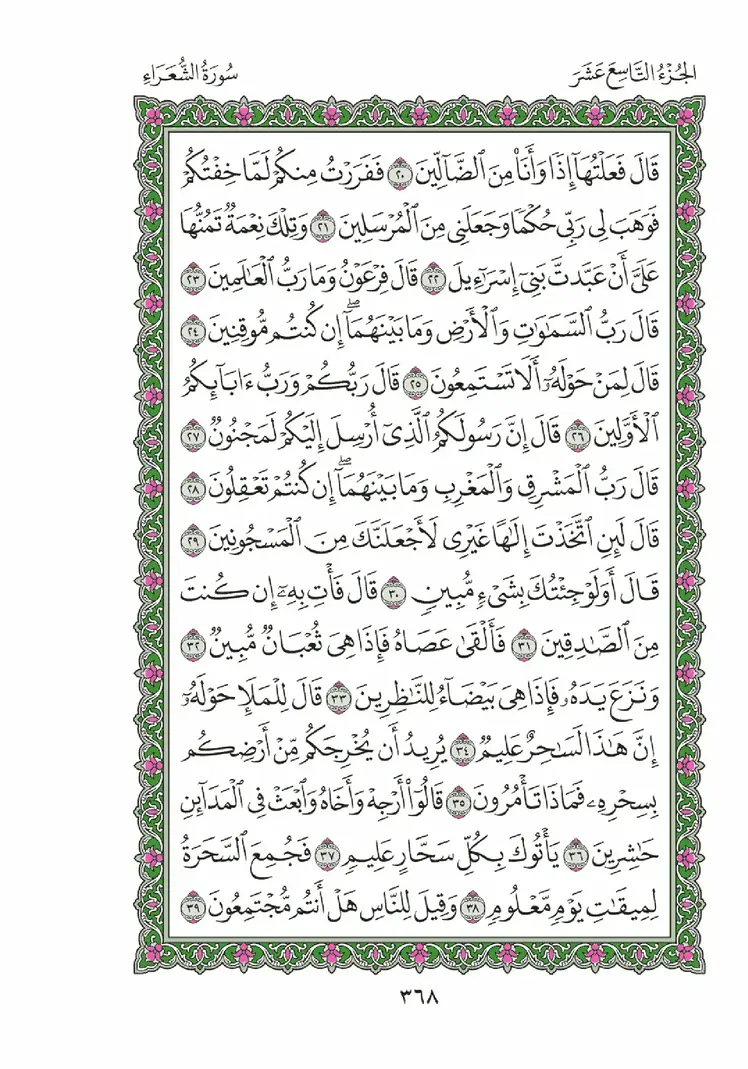 الجُزْءُ التَّاسِعَ عَشَرَ
سُورَةُ الشُّعَرَاءِ
قَالَ فَعَلْتُهَآ إِذًا وَأَنَا۠ مِنَ ٱلضَّآلِّينَ ٢٠ فَفَرَرْتُ مِنكُمْ لَمَّا خِفْتُكُمْ
فَوَهَبَ لِى رَبِّى حُكْمًا وَجَعَلَنِى مِنَ ٱلْمُرْسَلِينَ ٢١ وَتِلْكَ نِعْمَةٌ تَمُنُّهَا
عَلَىَّ أَنْ عَبَّدتَّ بَنِىٓ إِسْرَٰٓءِيلَ ٢٢ قَالَ فِرْعَوْنُ وَمَا رَبُّ ٱلْعَٰلَمِينَ ٢٣
قَالَ رَبُّ ٱلسَّمَٰوَٰتِ وَٱلْأَرْضِ وَمَا بَيْنَهُمَآ ۖ إِن كُنتُم مُّوقِنِينَ ٢٤
قَالَ لِمَنْ حَوْلَهُۥٓ أَلَا تَسْتَمِعُونَ ٢٥ قَالَ رَبُّكُمْ وَرَبُّ ءَابَآئِكُمُ
ٱلْأَوَّلِينَ ٢٦ قَالَ إِنَّ رَسُولَكُمُ ٱلَّذِىٓ أُرْسِلَ إِلَيْكُمْ لَمَجْنُونٌ ٢٧
قَالَ رَبُّ ٱلْمَشْرِقِ وَٱلْمَغْرِبِ وَمَا بَيْنَهُمَآ ۖ إِن كُنتُمْ تَعْقِلُونَ ٢٨
قَالَ لَئِنِ ٱتَّخَذْتَ إِلَٰهًا غَيْرِى لَأَجْعَلَنَّكَ مِنَ ٱلْمَسْجُونِينَ ٢٩
قَالَ أَوَلَوْ جِئْتُكَ بِشَىْءٍ مُّبِينٍ ٣٠ قَالَ فَأْتِ بِهِۦٓ إِن كُنتَ
مِنَ ٱلصَّٰدِقِينَ ٣١ فَأَلْقَىٰ عَصَاهُ فَإِذَا هِىَ ثُعْبَانٌ مُّبِينٌ ٣٢
وَنَزَعَ يَدَهُۥ فَإِذَا هِىَ بَيْضَآءُ لِلنَّٰظِرِينَ ٣٣ قَالَ لِلْمَلَإِ حَوْلَهُۥٓ
إِنَّ هَٰذَا لَسَٰحِرٌ عَلِيمٌ ٣٤ يُرِيدُ أَن يُخْرِجَكُم مِّنْ أَرْضِكُم
بِسِحْرِهِۦ فَمَاذَا تَأْمُرُونَ ٣٥ قَالُوٓا۟ أَرْجِهْ وَأَخَاهُ وَٱبْعَثْ فِى ٱلْمَدَآئِنِ
حَٰشِرِينَ ٣٦ يَأْتُوكَ بِكُلِّ سَحَّارٍ عَلِيمٍ ٣٧ فَجُمِعَ ٱلسَّحَرَةُ
لِمِيقَٰتِ يَوْمٍ مَّعْلُومٍ ٣٨ وَقِيلَ لِلنَّاسِ هَلْ أَنتُم مُّجْتَمِعُونَ ٣٩
٣٦٨